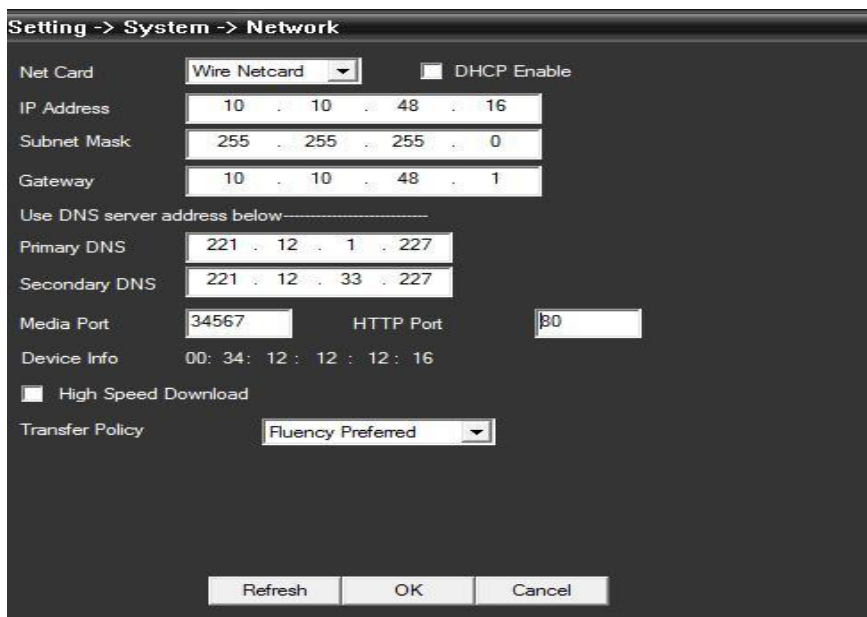 Setting -> System -> Network
Net Card Wire Netcard DHCP Enable
IP Address 10 . 10 . 48 . 16
Subnet Mask 255 . 255 . 255 . 0
Gateway 10 . 10 . 48 . 1
Use DNS server address below----------------------------
Primary DNS 221 . 12 . 1 . 227
Secondary DNS 221 . 12 . 33 . 227
Media Port 34567 HTTP Port 80
Device Info 00: 34: 12 : 12 : 12 : 16
High Speed Download
Transfer Policy Fluency Preferred
Refresh OK Cancel